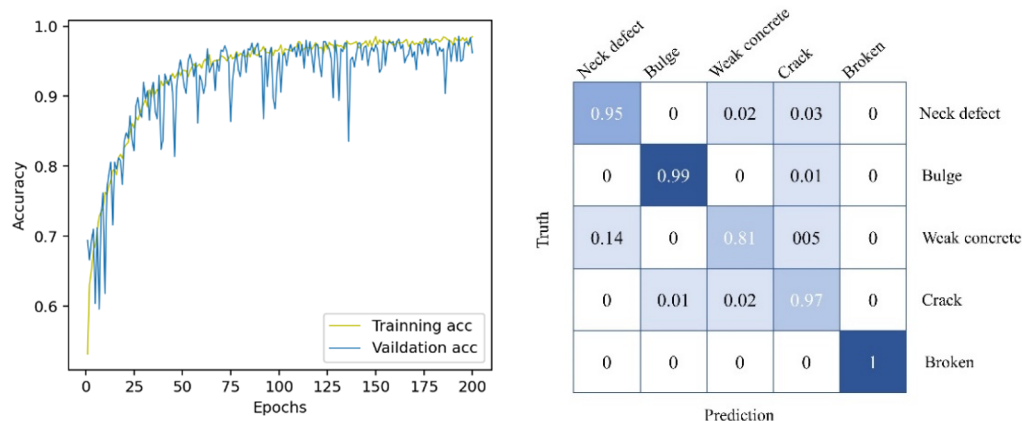 1.0
0.9
0.8
0.7
0.6
Accuracy
0 25 50 75 100 125 150 175 200
Epochs
Trainning acc
Vaildation acc
Neck defect Bulge Weak concrete Crack Broken
0.95 0 0.02 0.03 0 Neck defect
0 0.99 0 0.01 0 Bulge
0.14 0 0.81 005 0 Weak concrete
0 0.01 0.02 0.97 0 Crack
0 0 0 0 1 Broken
Truth
Prediction